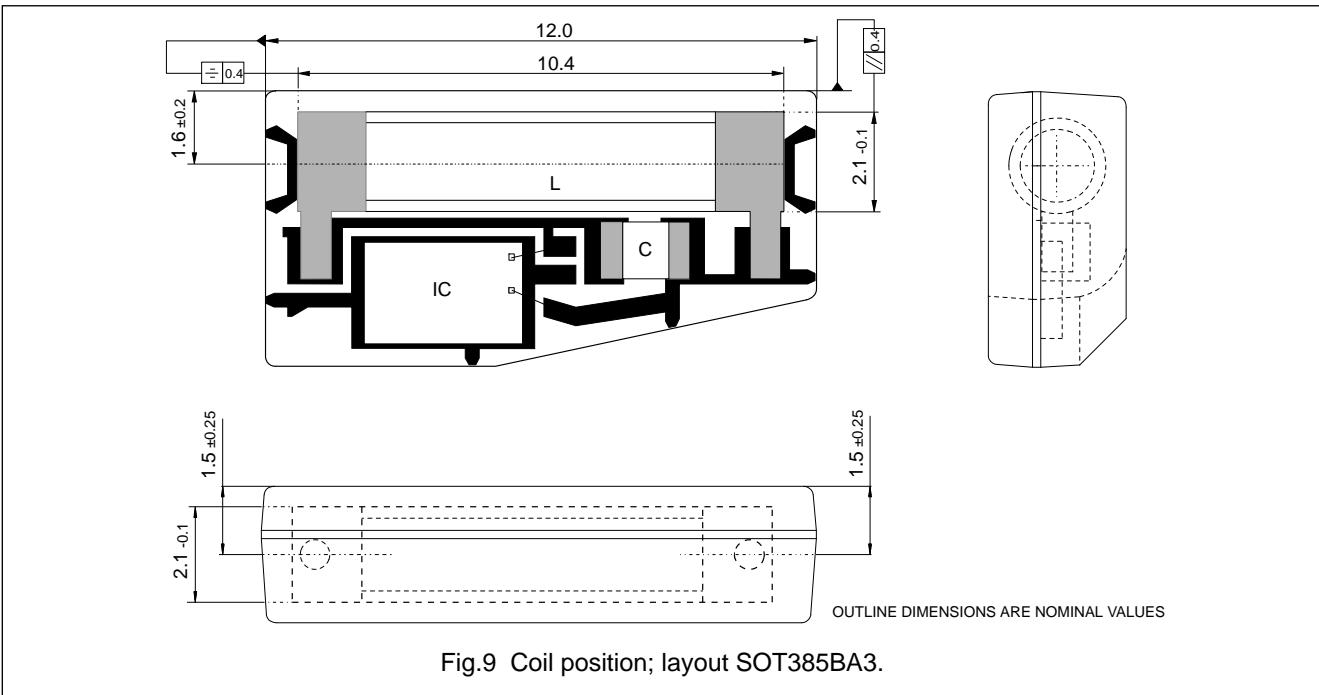 12.0
⌯ 0.4
10.4
// 0.4
1.6 ±0.2
2.1 -0.1
L
C
IC
1.5 ±0.25
1.5 ±0.25
2.1 -0.1
OUTLINE DIMENSIONS ARE NOMINAL VALUES
Fig.9 Coil position; layout SOT385BA3.